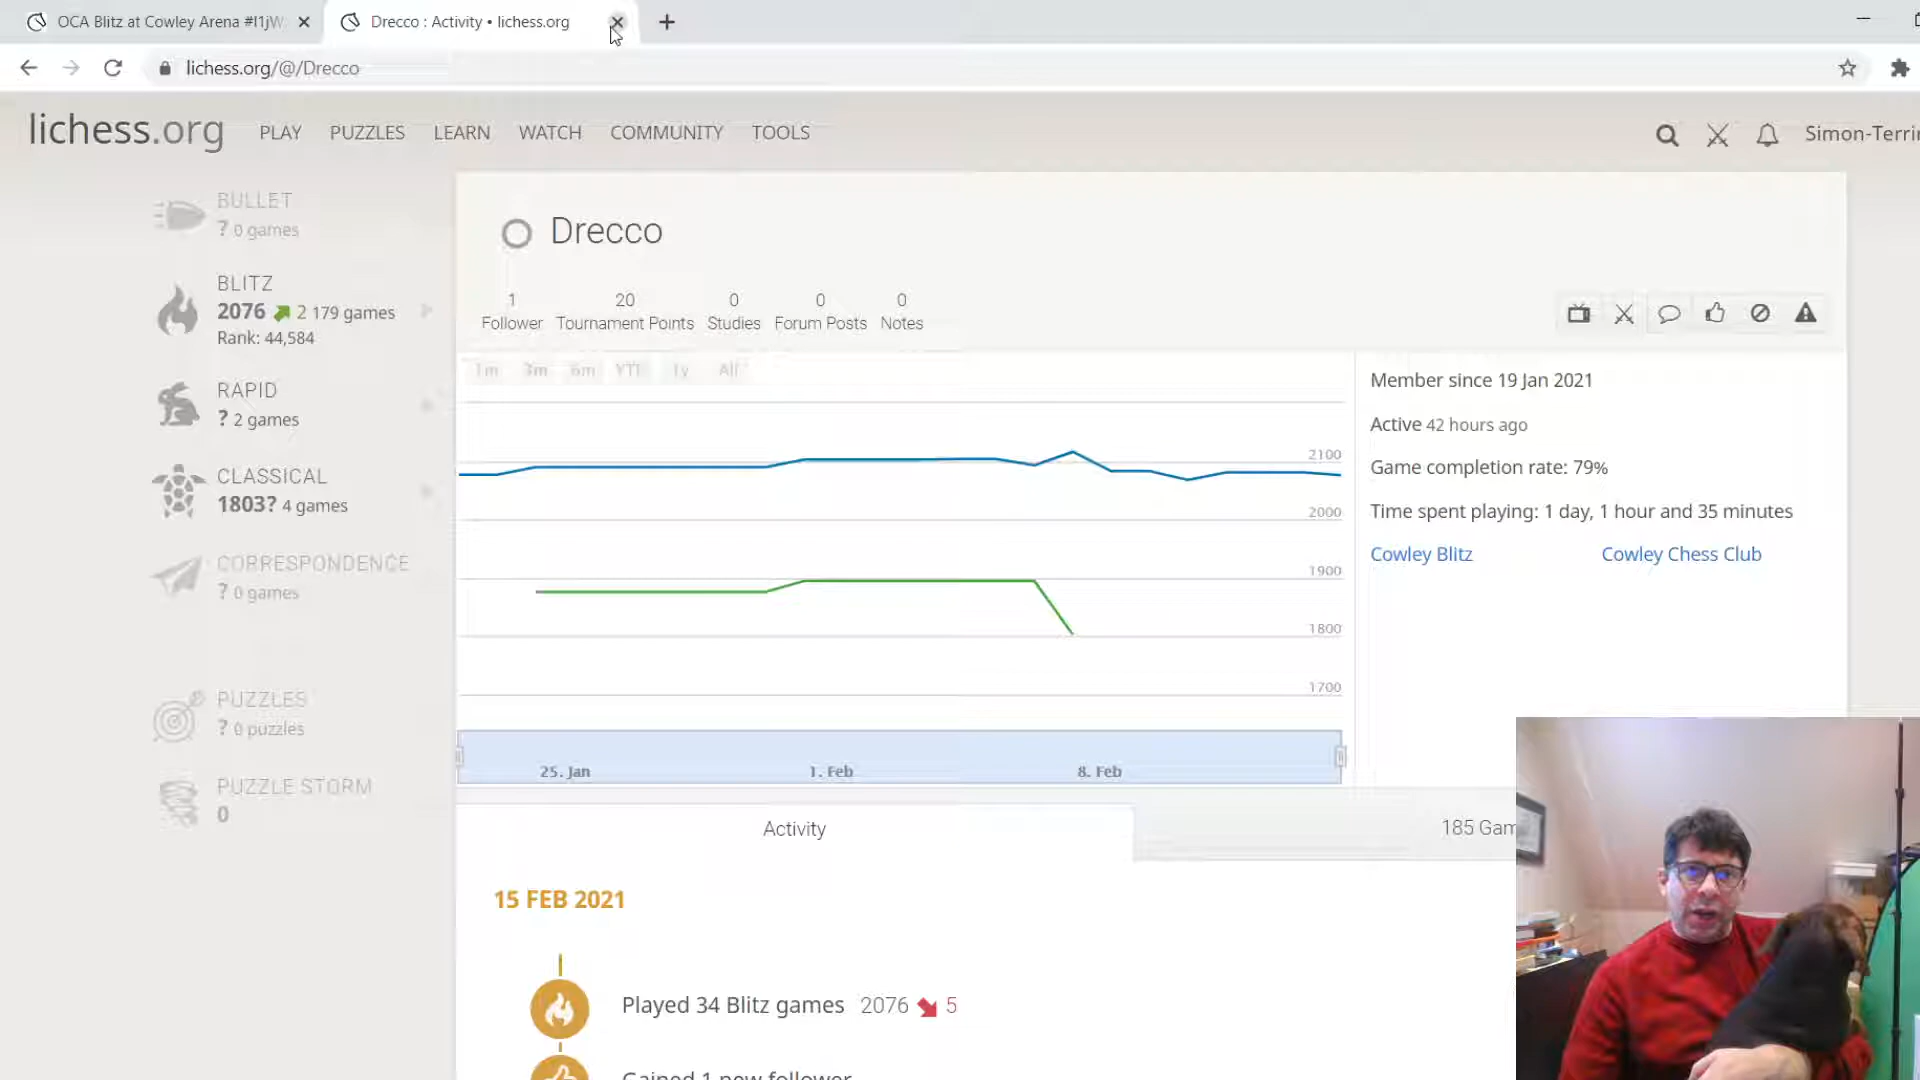 OCA Blitz at Cowley Arena #I1jW
Drecco : Activity • lichess.org
lichess.org/@/Drecco
lichess.org
PLAY PUZZLES LEARN WATCH COMMUNITY TOOLS
Simon-Terri
BULLET
? 0 games
BLITZ
2076 2 179 games
Rank: 44,584
RAPID
? 2 games
CLASSICAL
1803? 4 games
CORRESPONDENCE
? 0 games
PUZZLES
? 0 puzzles
PUZZLE STORM
0
Drecco
1 20 0 0 0
Follower Tournament Points Studies Forum Posts Notes
1m 3m 6m YTD 1y All
2100
2000
1900
1800
1700
25. Jan 1. Feb 8. Feb
Member since 19 Jan 2021
Active 42 hours ago
Game completion rate: 79%
Time spent playing: 1 day, 1 hour and 35 minutes
Cowley Blitz Cowley Chess Club
Activity
185 Gam
15 FEB 2021
Played 34 Blitz games 2076 5
Gained 1 new follower